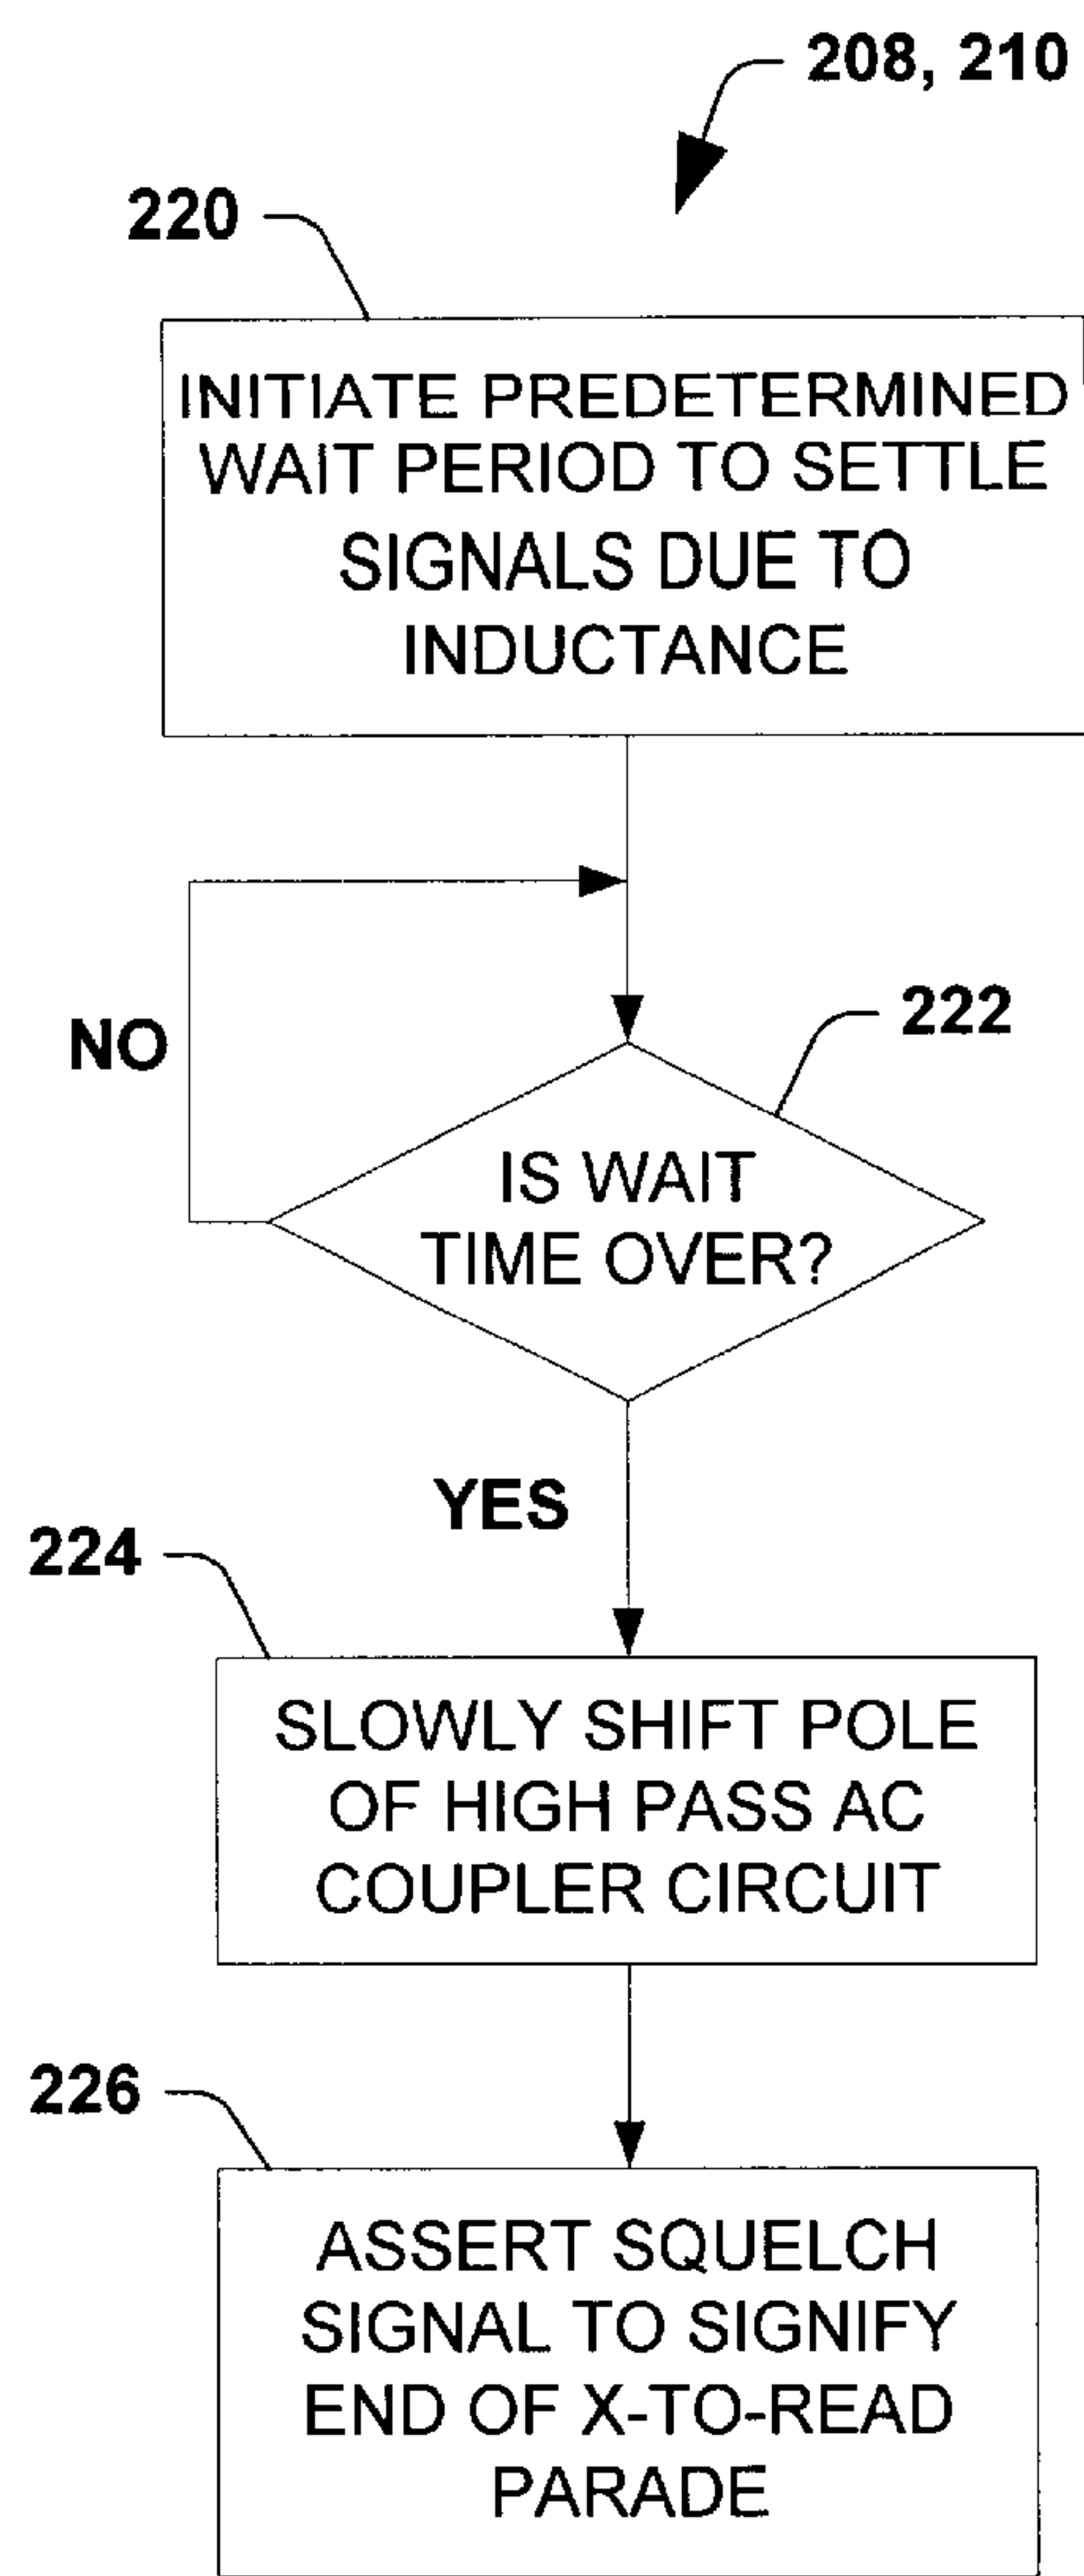 208, 210
220
INITIATE PREDETERMINED
WAIT PERIOD TO SETTLE
SIGNALS DUE TO
INDUCTANCE
NO
222
IS WAIT
TIME OVER?
YES
224
SLOWLY SHIFT POLE
OF HIGH PASS AC
COUPLER CIRCUIT
226
ASSERT SQUELCH
SIGNAL TO SIGNIFY
END OF X-TO-READ
PARADE